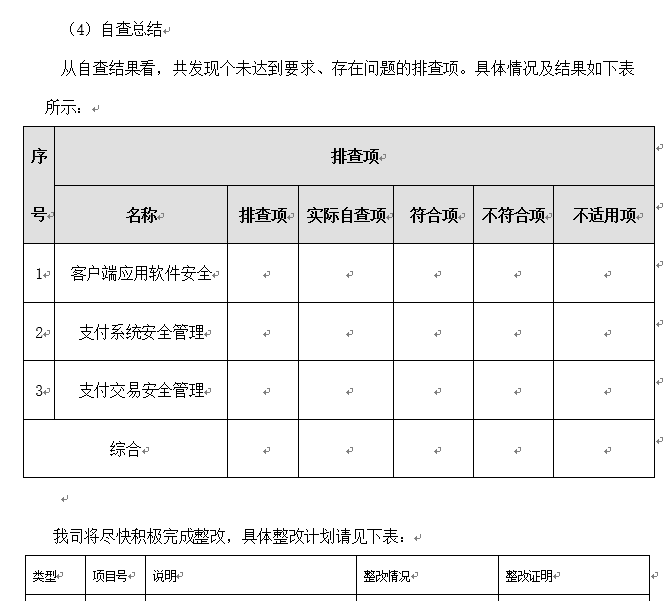 （4）自查总结
从自查结果看，共发现个未达到要求、存在问题的排查项。具体情况及结果如下表
所示：
序号 排查项
名称 排查项 实际自查项 符合项 不符合项 不适用项
1 客户端应用软件安全
2 支付系统安全管理
3 支付交易安全管理
综合
我司将尽快积极完成整改，具体整改计划请见下表：
类型 项目号 说明 整改情况 整改证明